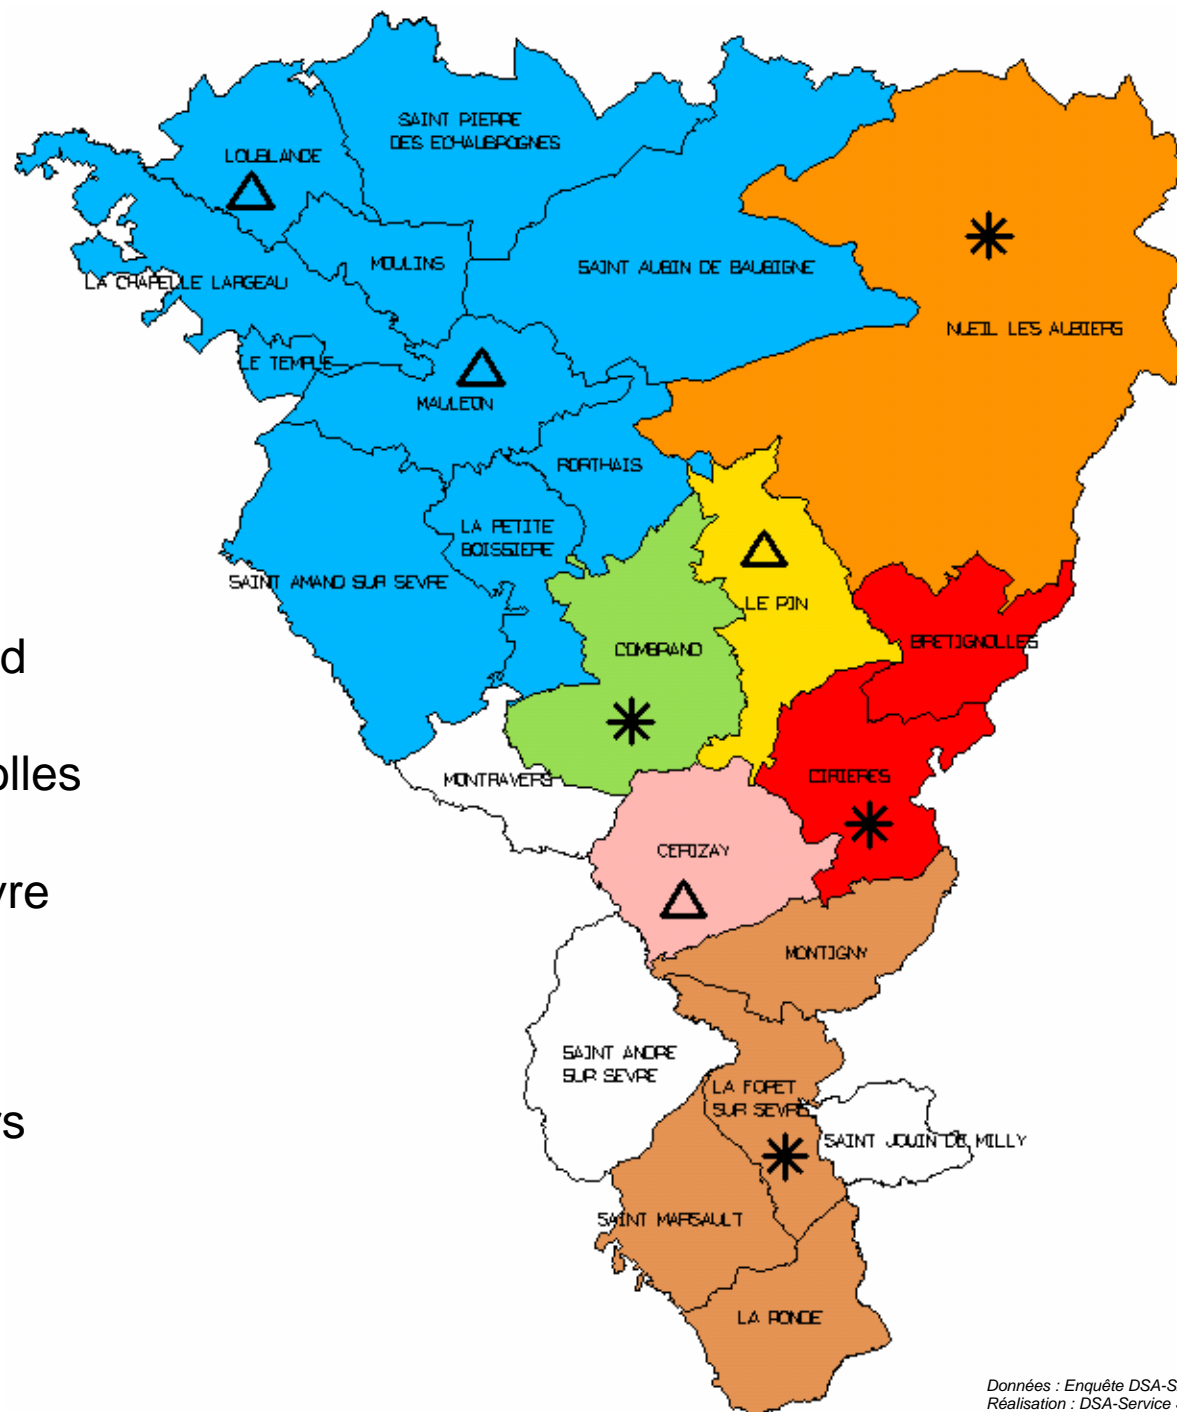 SAINT PIERRE
DES ECHAUBROGNES
LOUBLANDE
MOULINS
SAINT AUBIN DE BAUBIGNE
LA CHAPELLE LARGEAU
NUEIL LES AUBIERS
LE TEMPLE
MAULEON
RORTHAIS
LA PETITE
BOISSIERE
SAINT AMAND SUR SEVRE
LE PIN
COMBRAND
BRETIGNOLLES
d
olles
MONTRAVERS
CIRIERES
CERIZAY
vre
MONTIGNY
SAINT ANDRE
SUR SEVRE
LA FORET
SUR SEVRE
rs
SAINT JOUIN DE MILLY
SAINT MARSAULT
LA RONDE
Données : Enquête DSA-S
Réalisation : DSA-Service